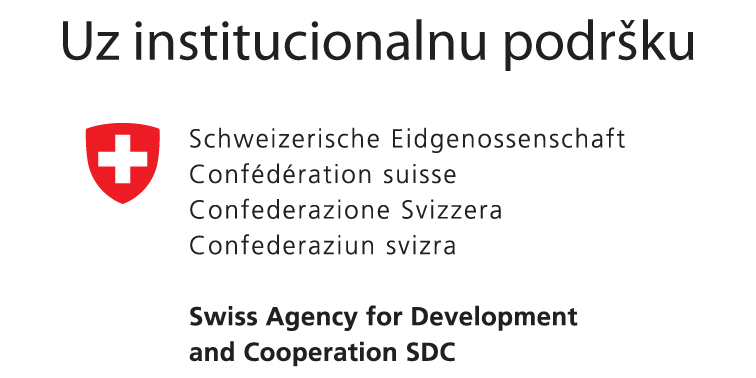 Uz institucionalnu podršku
Schweizerische Eidgenossenschaft
Confédération suisse
Confederazione Svizzera
Confederaziun svizra
Swiss Agency for Development
and Cooperation SDC